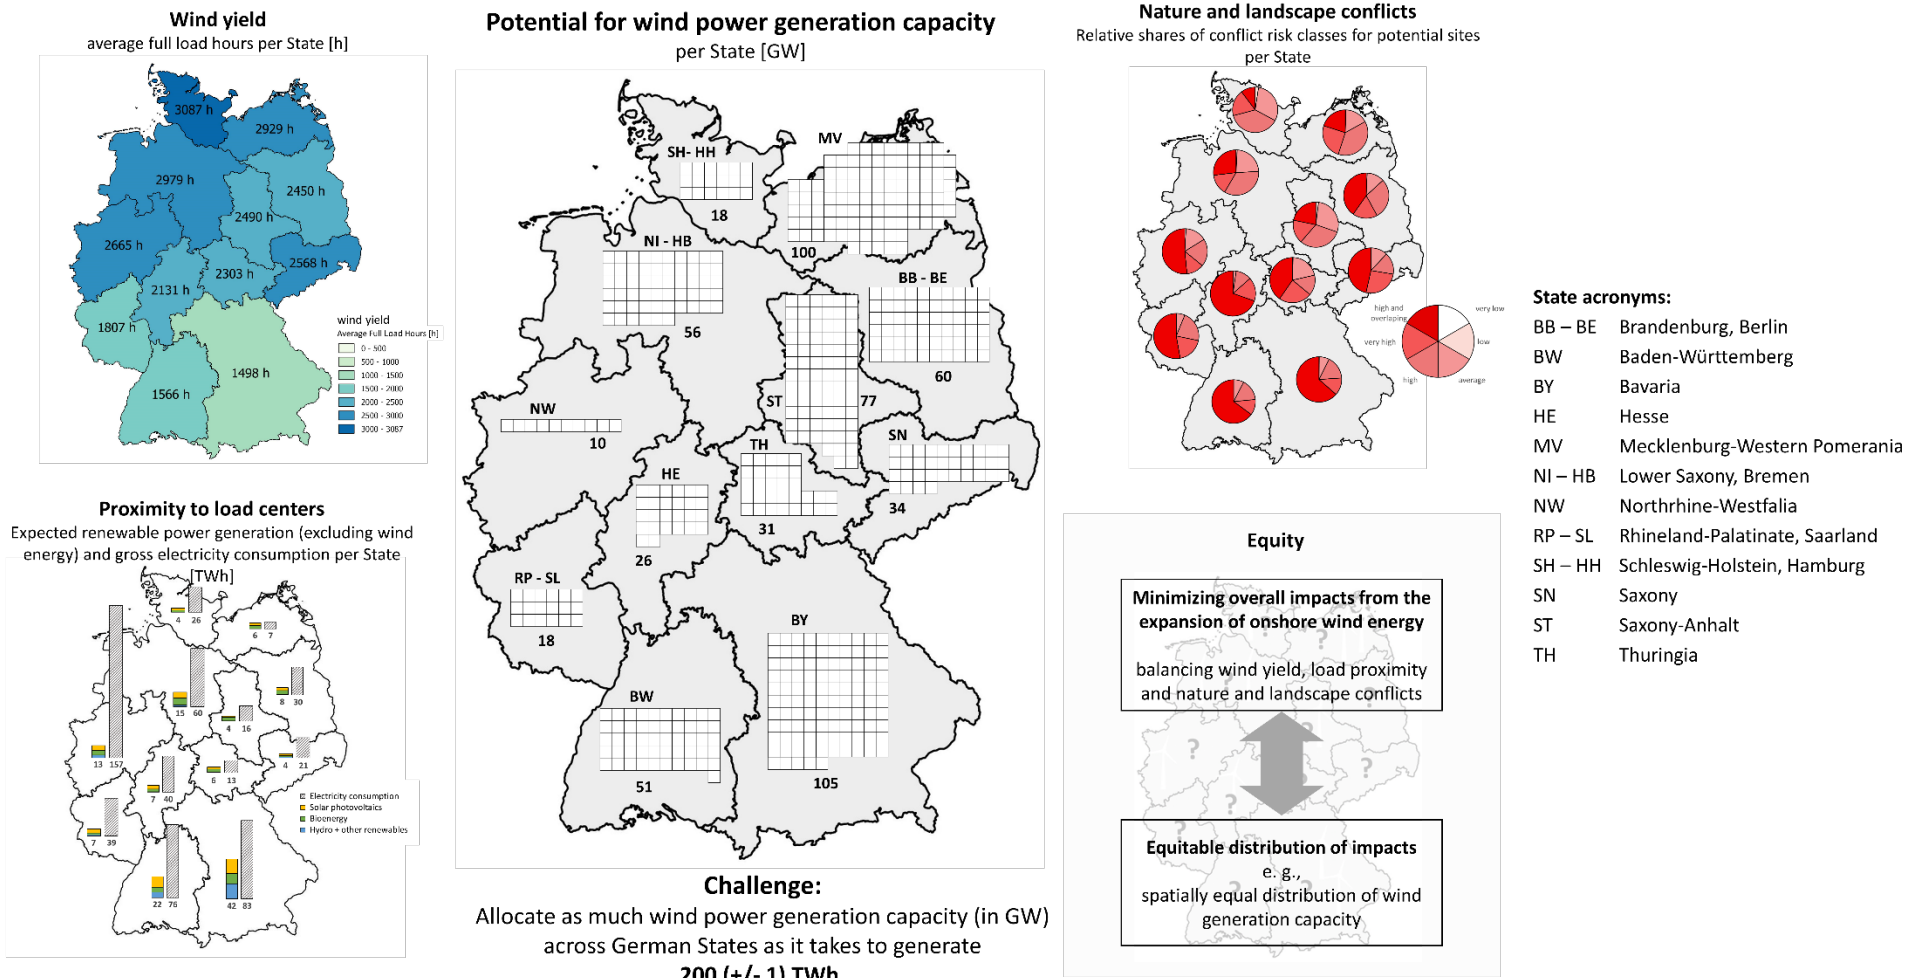 Wind yield
average full load hours per State [h]
3087 h
2929 h
2979 h
2450 h
2490 h
2665 h
2568 h
2303 h
2131 h
1807 h
1498 h
1566 h
wind yield
Average Full Load Hours [h]
0 - 500
500 - 1000
1000 - 1500
1500 - 2000
2000 - 2500
2500 - 3000
3000 - 3087
Proximity to load centers
Expected renewable power generation (excluding wind
energy) and gross electricity consumption per State
[TWh]
4 26
6 7
15 60
8 30
4 16
13 157
4 21
6 13
7 40
7 39
22 76
42 83
Electricity consumption
Solar photovoltaics
Bioenergy
Hydro + other renewables
Potential for wind power generation capacity
per State [GW]
MV
SH- HH
18
NI - HB
100
BB - BE
56
60
ST
77
NW
10
TH
SN
HE
34
31
26
RP - SL
18
BY
BW
51
105
Challenge:
Allocate as much wind power generation capacity (in GW)
across German States as it takes to generate
200 (+/- 1) TWh
Nature and landscape conflicts
Relative shares of conflict risk classes for potential sites
per State
high and
overlaping
very low
very high
low
high
average
Equity
Minimizing overall impacts from the
expansion of onshore wind energy
balancing wind yield, load proximity
and nature and landscape conflicts
?
?
?
?
?
?
?
?
?
Equitable distribution of impacts
e. g.,
spatially equal distribution of wind
generation capacity
State acronyms:
BB – BE Brandenburg, Berlin
BW Baden-Württemberg
BY Bavaria
HE Hesse
MV Mecklenburg-Western Pomerania
NI – HB Lower Saxony, Bremen
NW Northrhine-Westfalia
RP – SL Rhineland-Palatinate, Saarland
SH – HH Schleswig-Holstein, Hamburg
SN Saxony
ST Saxony-Anhalt
TH Thuringia